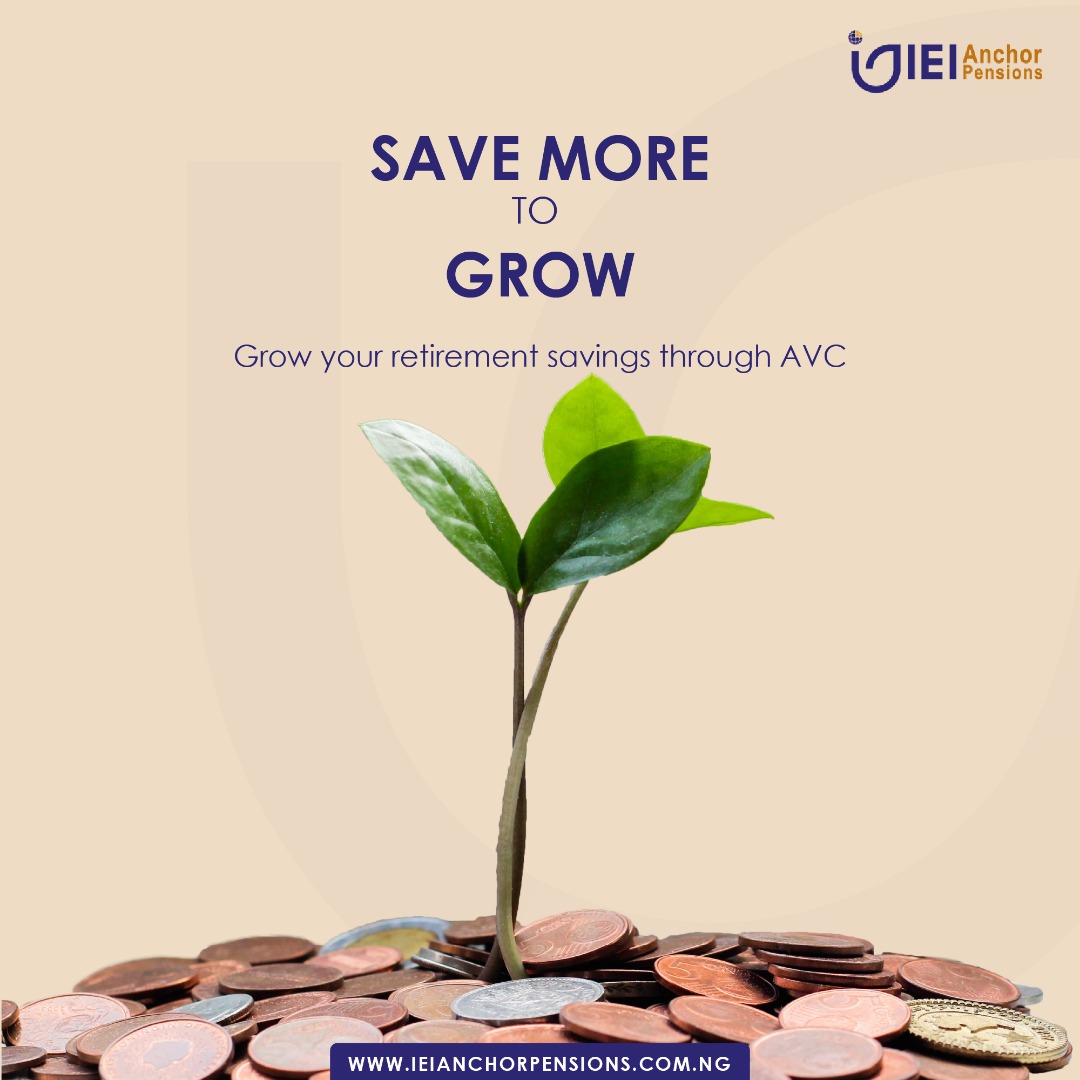 IEI Anchor
Pensions
SAVE MORE
TO
GROW
Grow your retirement savings through AVC
WWW.IEIANCHORPENSIONS.COM.NG